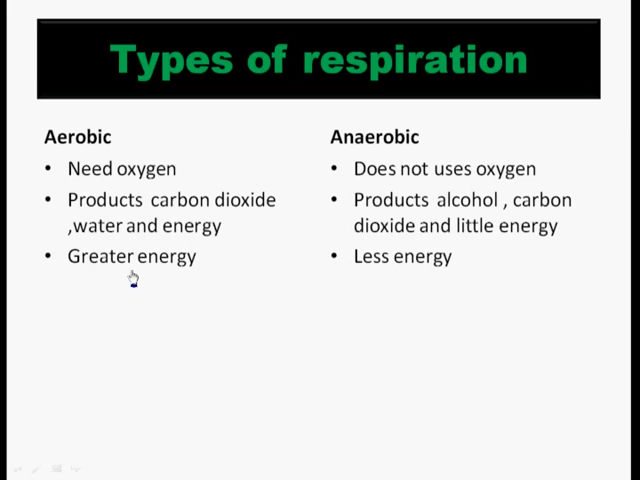 Types of respiration
Aerobic
• Need oxygen
• Products carbon dioxide
,water and energy
• Greater energy
Anaerobic
• Does not uses oxygen
• Products alcohol , carbon
dioxide and little energy
• Less energy